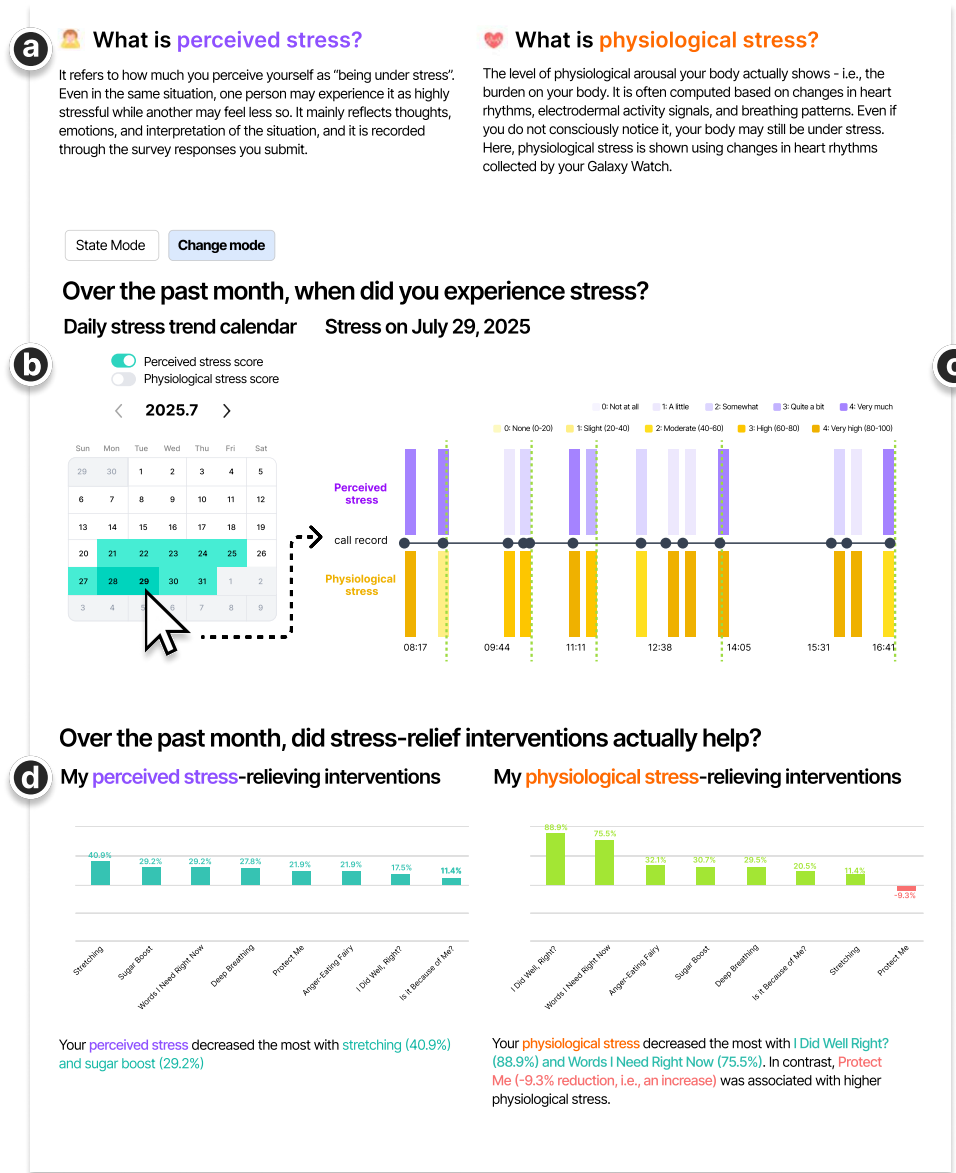 a
What is perceived stress?
It refers to how much you perceive yourself as “being under stress”.
Even in the same situation, one person may experience it as highly
stressful while another may feel less so. It mainly reflects thoughts,
emotions, and interpretation of the situation, and it is recorded
through the survey responses you submit.
What is physiological stress?
The level of physiological arousal your body actually shows - i.e., the
burden on your body. It is often computed based on changes in heart
rhythms, electrodermal activity signals, and breathing patterns. Even if
you do not consciously notice it, your body may still be under stress.
Here, physiological stress is shown using changes in heart rhythms
collected by your Galaxy Watch.
State Mode
Change mode
Over the past month, when did you experience stress?
Daily stress trend calendar
Stress on July 29, 2025
b
Perceived stress score
Physiological stress score
2025.7
Sun Mon Tue Wed Thu Fri Sat
29 30 1 2 3 4 5
6 7 8 9 10 11 12
13 14 15 16 17 18 19
20 21 22 23 24 25 26
27 28 29 30 31 1 2
3 4 5 6 7 8 9
0: Not at all 1: A little 2: Somewhat 3: Quite a bit 4: Very much
0: None (0-20) 1: Slight (20-40) 2: Moderate (40-60) 3: High (60-80) 4: Very high (80-100)
Perceived
stress
call record
Physiological
stress
08:17 09:44 11:11 12:38 14:05 15:31 16:41
Over the past month, did stress-relief interventions actually help?
d
My perceived stress-relieving interventions
40.9% 29.2% 29.2% 27.8% 21.9% 21.9% 17.5% 11.4%
Stretching
Sugar Boost
Words I Need Right Now
Deep Breathing
Protect Me
Anger-Eating Fairy
I Did Well, Right?
Is it Because of Me?
Your perceived stress decreased the most with stretching (40.9%)
and sugar boost (29.2%)
My physiological stress-relieving interventions
88.9% 75.5% 32.1% 30.7% 29.5% 20.5% 11.4% -9.3%
I Did Well, Right?
Words I Need Right Now
Anger-Eating Fairy
Sugar Boost
Deep Breathing
Is it Because of Me?
Stretching
Protect Me
Your physiological stress decreased the most with I Did Well Right?
(88.9%) and Words I Need Right Now (75.5%). In contrast, Protect
Me (-9.3% reduction, i.e., an increase) was associated with higher
physiological stress.